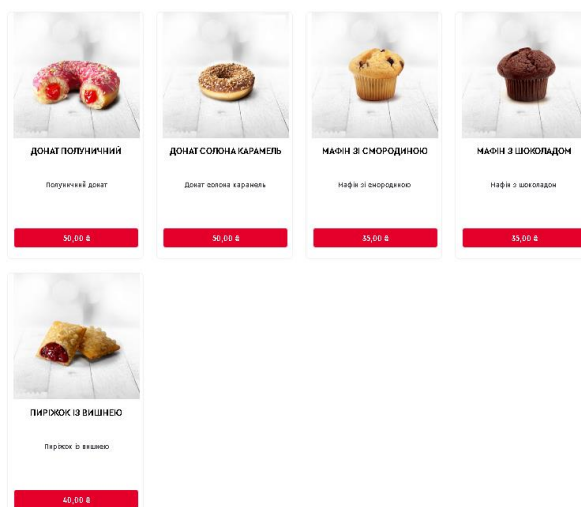 ДОНАТ ПОЛУНИЧНИЙ
Полуничний донат
50,00 ₴
ДОНАТ СОЛОНА КАРАМЕЛЬ
Донат солона карамель
50,00 ₴
МАФІН ЗІ СМОРОДИНОЮ
Мафін зі смородиною
35,00 ₴
МАФІН З ШОКОЛАДОМ
Мафін з шоколадом
35,00 ₴
ПИРІЖОК ІЗ ВИШНЕЮ
Пиріжок із вишнею
40,00 ₴